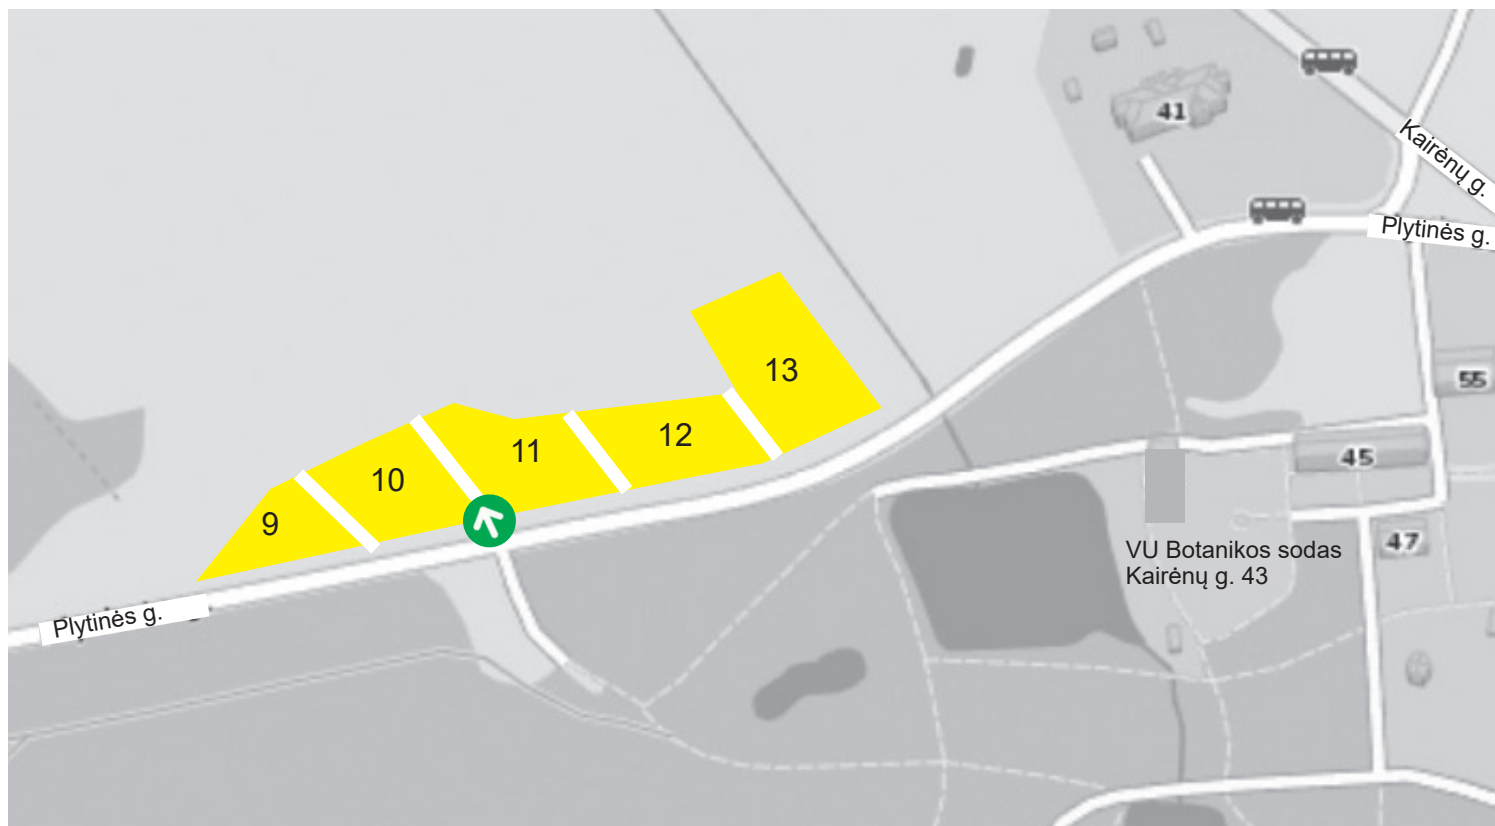 41
Kairėnų g.
Plytinės g.
13
55
12
11
45
10
9
47
VU Botanikos sodas
Kairėnų g. 43
Plytinės g.